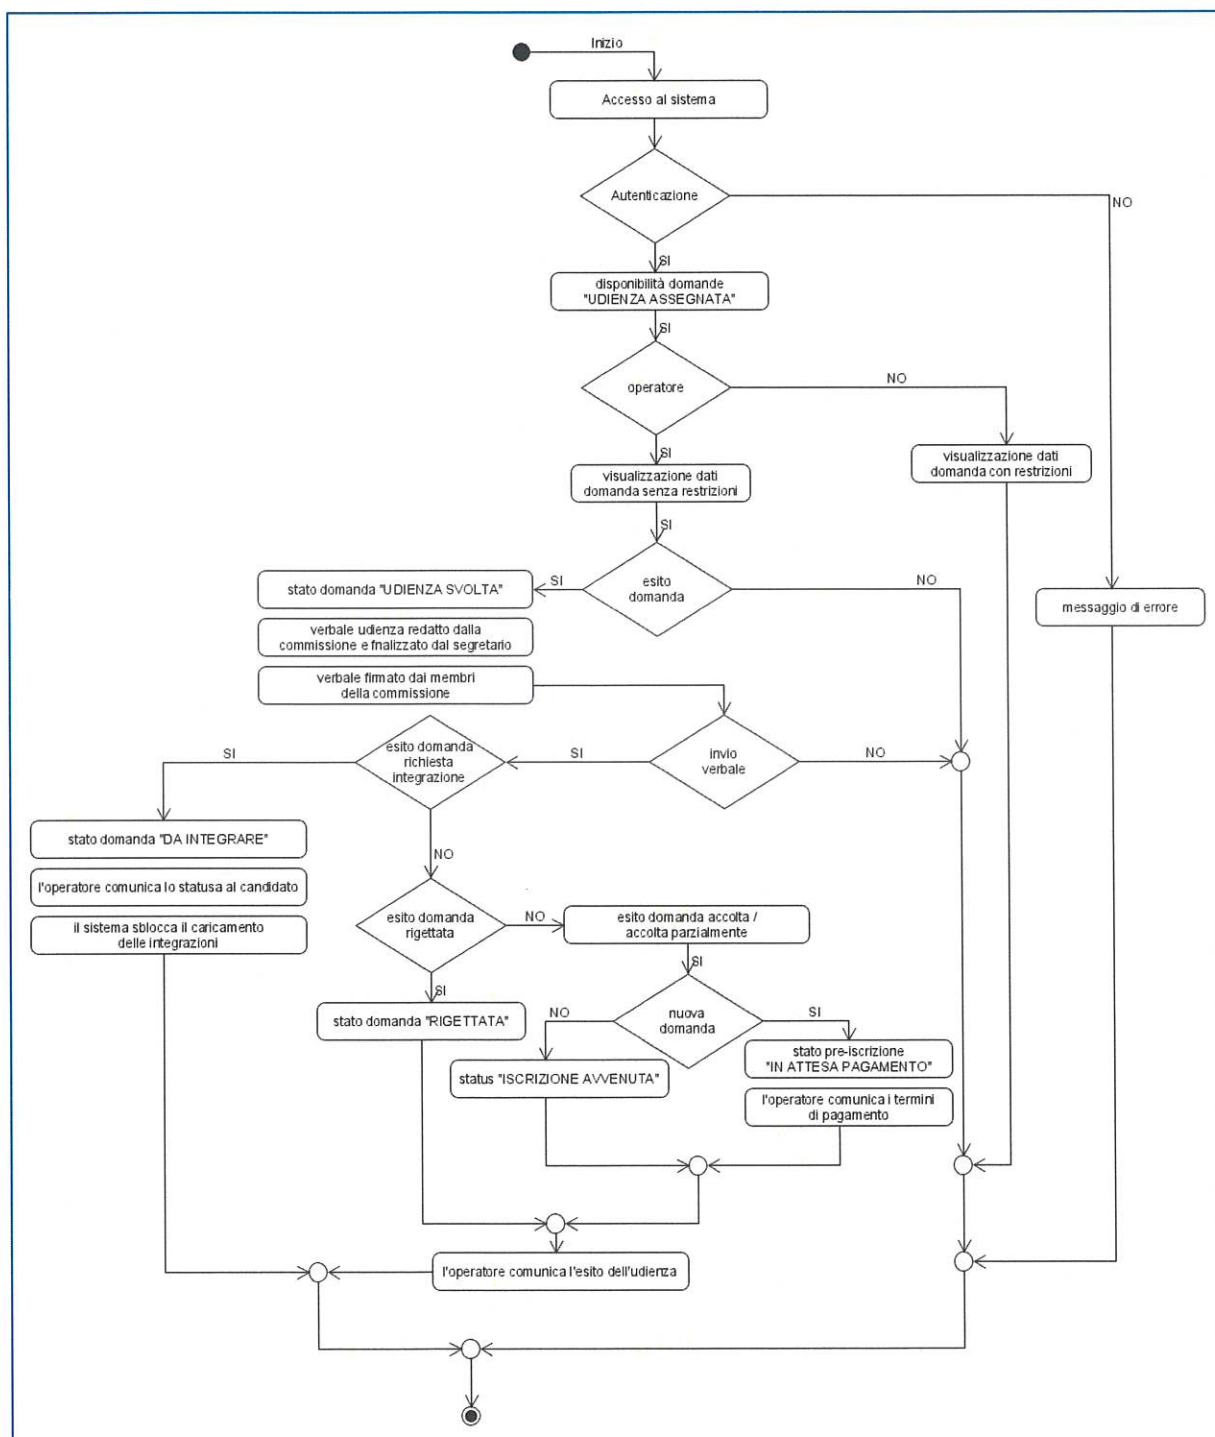 Inizio
Accesso al sistema
Autenticazione
NO
SI
disponibilità domande
"UDIENZA ASSEGNATA"
SI
operatore
NO
SI
visualizzazione dati
domanda con restrizioni
visualizzazione dati
domanda senza restrizioni
SI
esito
domanda
SI
NO
stato domanda "UDIENZA SVOLTA"
messaggio di errore
verbale udienza redatto dalla
commissione e fnalizzato dal segretario
verbale firmato dai membri
della commissione
invio
verbale
SI
NO
esito domanda
richiesta
integrazione
SI
NO
stato domanda "DA INTEGRARE"
l'operatore comunica lo statusa al candidato
il sistema sblocca il caricamento
delle integrazioni
esito domanda
rigettata
NO
SI
esito domanda accolta /
accolta parzialmente
SI
stato domanda "RIGETTATA"
nuova
domanda
NO
SI
status "ISCRIZIONE AVVENUTA"
stato pre-iscrizione
"IN ATTESA PAGAMENTO"
l'operatore comunica i termini
di pagamento
l'operatore comunica l'esito dell'udienza